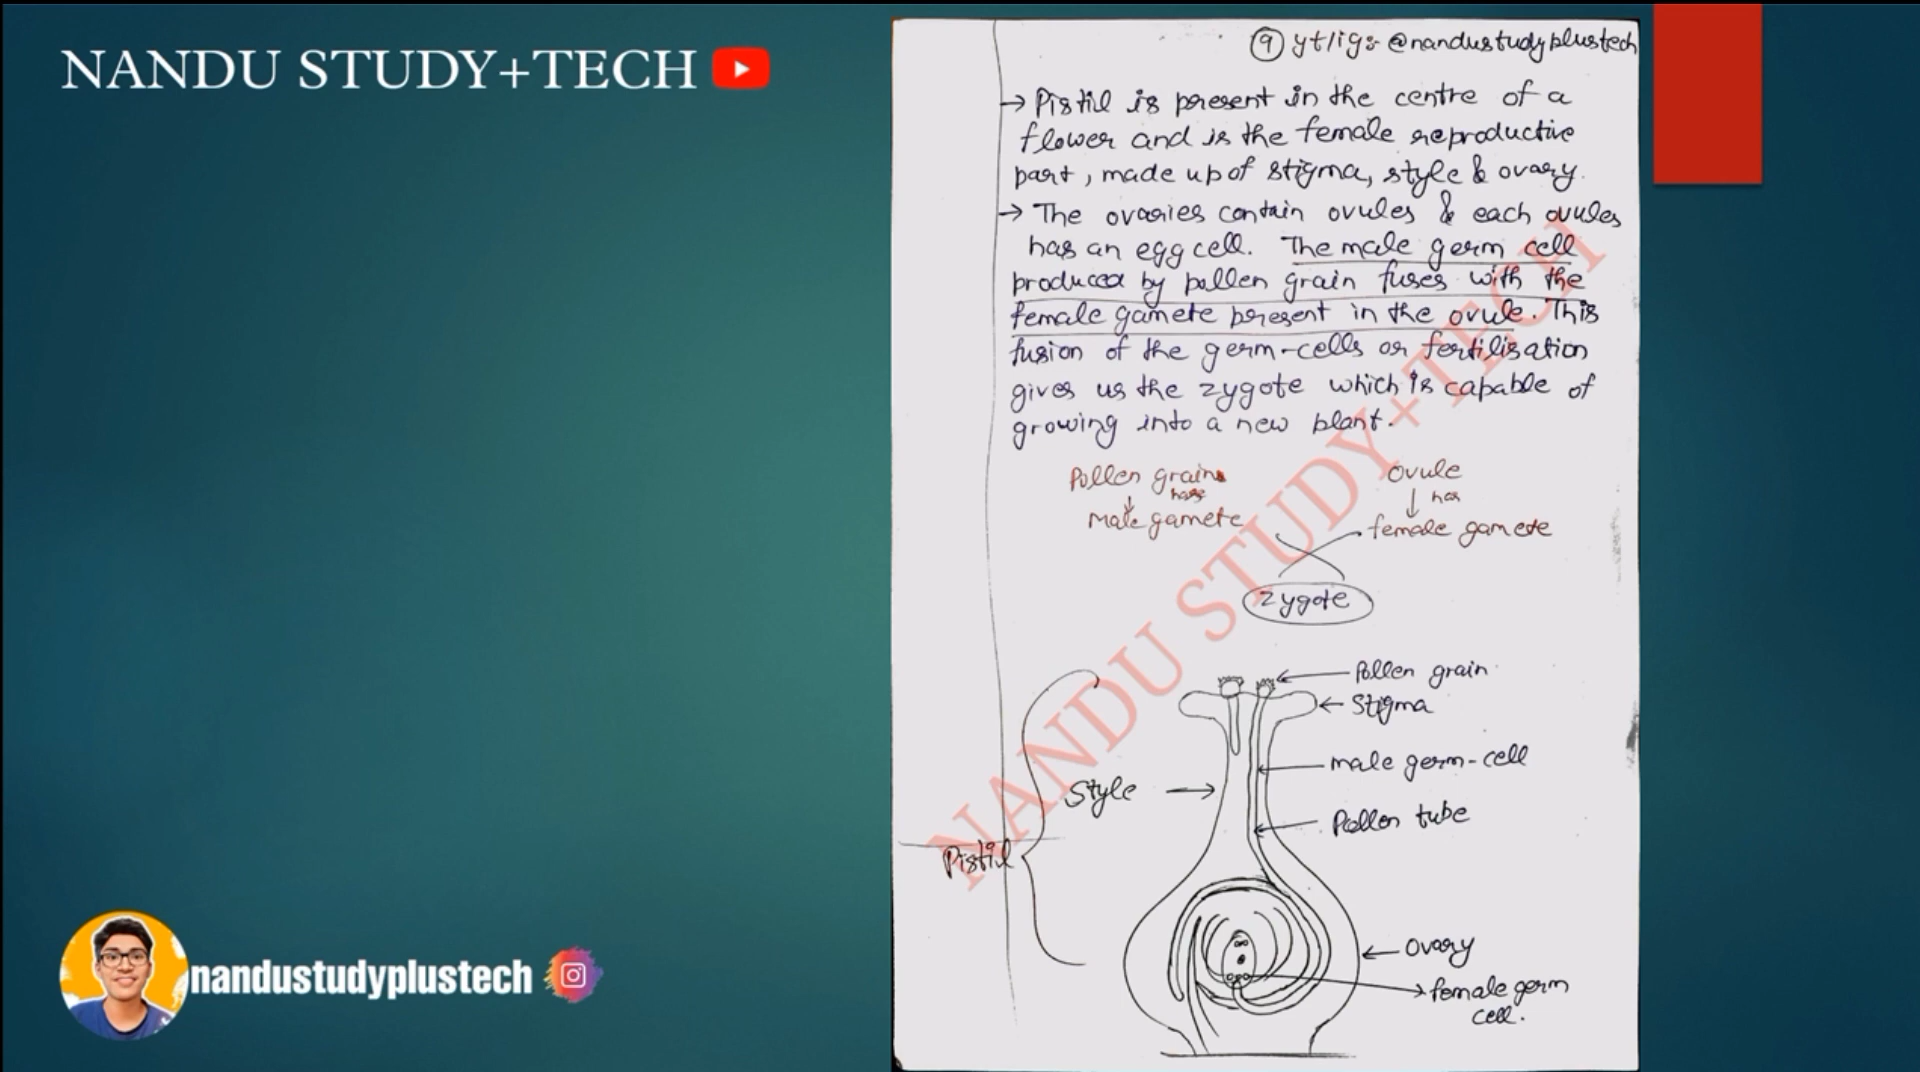 NANDU STUDY+TECH
9 yt/ig:- @nandustudyplustech
→ Pistil is present in the centre of a
flower and is the female reproductive
part, made up of stigma, style & ovary.
→ The ovaries contain ovules & each ovules
has an egg cell. The male germ cell
produced by pollen grain fuses with the
female gamete present in the ovule. This
fusion of the germ-cells or fertilisation
gives us the zygote which is capable of
growing into a new plant.
Pollen grain
Ovule
has
↓ has
Male gamete
female gamete
Zygote
NANDU STUDY+TECH
Pollen grain
Stigma
male germ-cell
Style
Pollen tube
Pistil
Ovary
female germ
cell.
nandustudyplustech